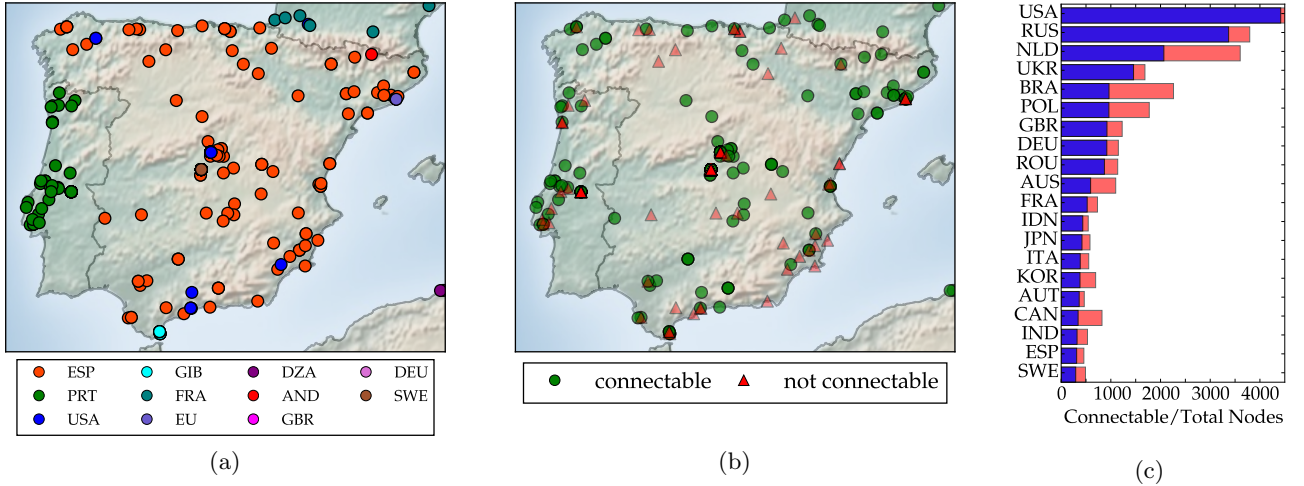 ESP GIB DZA DEU
PRT FRA AND SWE
USA EU GBR
(a)
connectable not connectable
(b)
USA
RUS
NLD
UKR
BRA
POL
GBR
DEU
ROU
AUS
FRA
IDN
JPN
ITA
KOR
AUT
CAN
IND
ESP
SWE
0 1000 2000 3000 4000
Connectable/Total Nodes
(c)